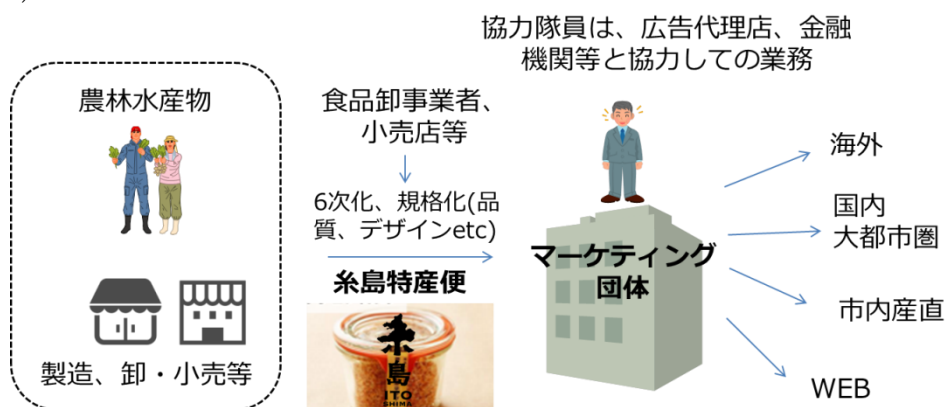 協力隊員は、広告代理店、金融
機関等と協力しての業務
農林水産物
食品卸事業者、
小売店等
6次化、規格化(品
質、デザインetc)
糸島特産便
糸
島
ITO
SHIMA
製造、卸・小売等
マーケティング
団体
海外
国内
大都市圏
市内産直
WEB